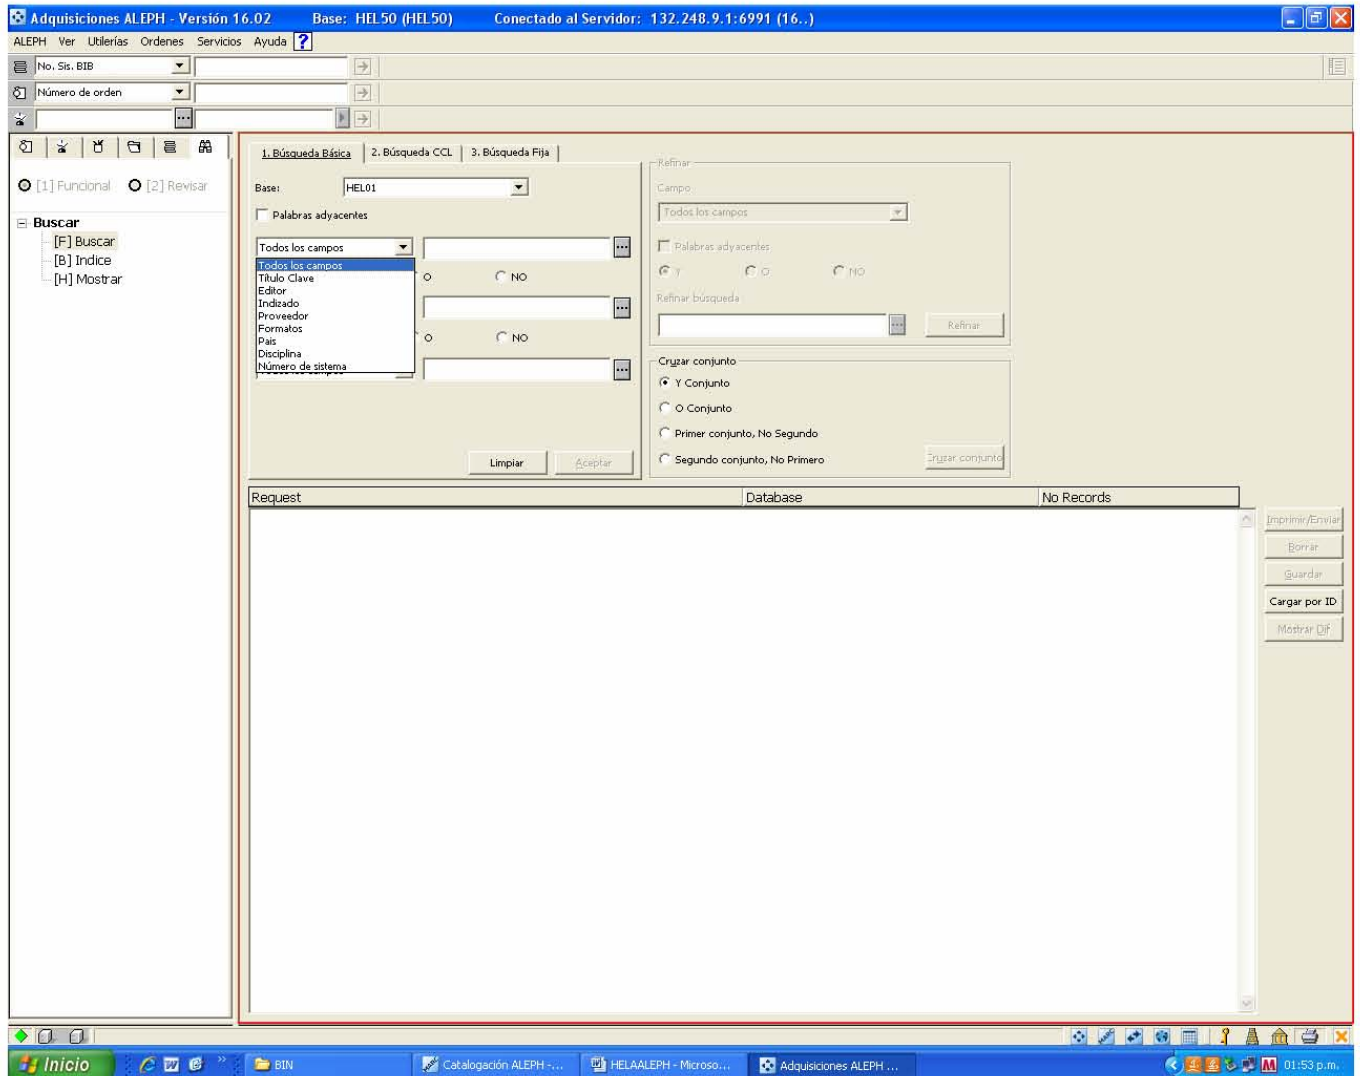 Adquisiciones ALEPH - Versión 16.02 Base: HEL50 (HEL50) Conectado al Servidor: 132.248.9.1:6991 (16..)
ALEPH Ver Utilerías Ordenes Servicios Ayuda ?
No. Sis. BIB
Número de orden
[1] Funcional [2] Revisar
Buscar
[F] Buscar
[B] Indice
[H] Mostrar
1. Búsqueda Básica 2. Búsqueda CCL 3. Búsqueda Fija
Base: HEL01
Palabras adyacentes
Todos los campos
Todos los campos
Título Clave
Editor
Indizado
Proveedor
Formatos
Pais
Disciplina
Número de sistema
O NO
O NO
Todos los campos
Limpiar Aceptar
Refinar
Campo
Todos los campos
Palabras adyacentes
Y O NO
Refinar búsqueda
Refinar
Cruzar conjunto
Y Conjunto
O Conjunto
Primer conjunto, No Segundo
Segundo conjunto, No Primero
Cruzar conjunto
Request Database No Records
Imprimir/Enviar
Borrar
Guardar
Cargar por ID
Mostrar Dif
Inicio BIN Catalogación ALEPH -... HELAALEPH - Microso... Adquisiciones ALEPH ... 01:53 p.m.